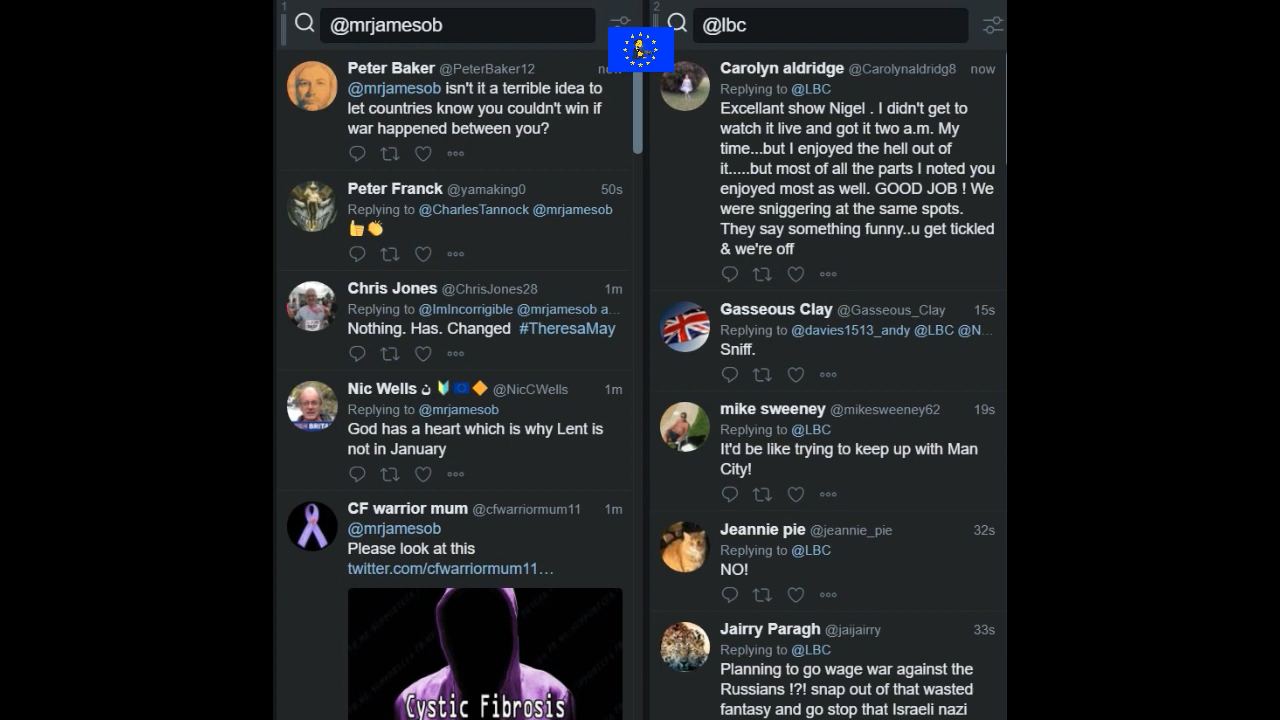 1
@mrjamesob
Peter Baker @PeterBaker12
@mrjamesob isn't it a terrible idea to
let countries know you couldn't win if
war happened between you?
Peter Franck @yamaking0 50s
Replying to @CharlesTannock @mrjamesob
👍👏
Chris Jones @ChrisJones28 1m
Replying to @ImIncorrigible @mrjamesob a...
Nothing. Has. Changed #TheresaMay
Nic Wells ن 🔰🇪🇺🔶 @NicCWells 1m
Replying to @mrjamesob
God has a heart which is why Lent is
not in January
CF warrior mum @cfwarriormum11 1m
@mrjamesob
Please look at this
twitter.com/cfwarriormum11…
Cystic Fibrosis
2
@lbc
Carolyn aldridge @Carolynaldridg8 now
Replying to @LBC
Excellant show Nigel . I didn't get to
watch it live and got it two a.m. My
time...but I enjoyed the hell out of
it.....but most of all the parts I noted you
enjoyed most as well. GOOD JOB ! We
were sniggering at the same spots.
They say something funny..u get tickled
& we're off
Gasseous Clay @Gasseous_Clay 15s
Replying to @davies1513_andy @LBC @N...
Sniff.
mike sweeney @mikesweeney62 19s
Replying to @LBC
It'd be like trying to keep up with Man
City!
Jeannie pie @jeannie_pie 32s
Replying to @LBC
NO!
Jairry Paragh @jaijairry 33s
Replying to @LBC
Planning to go wage war against the
Russians !?! snap out of that wasted
fantasy and go stop that Israeli nazi